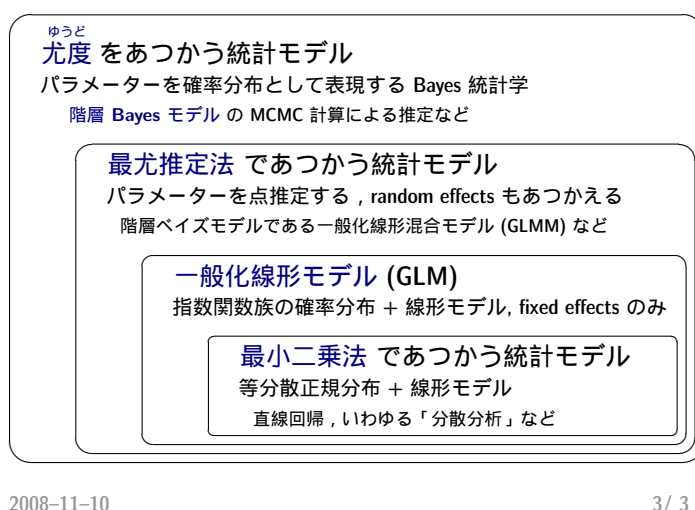 ゆうど
尤度 をあつかう統計モデル
パラメーターを確率分布として表現する Bayes 統計学
階層 Bayes モデル の MCMC 計算による推定など
最尤推定法 であつかう統計モデル
パラメーターを点推定する , random effects もあつかえる
階層ベイズモデルである一般化線形混合モデル (GLMM) など
一般化線形モデル (GLM)
指数関数族の確率分布 + 線形モデル, fixed effects のみ
最小二乗法 であつかう統計モデル
等分散正規分布 + 線形モデル
直線回帰 , いわゆる「分散分析」など
2008–11–10 3/ 3